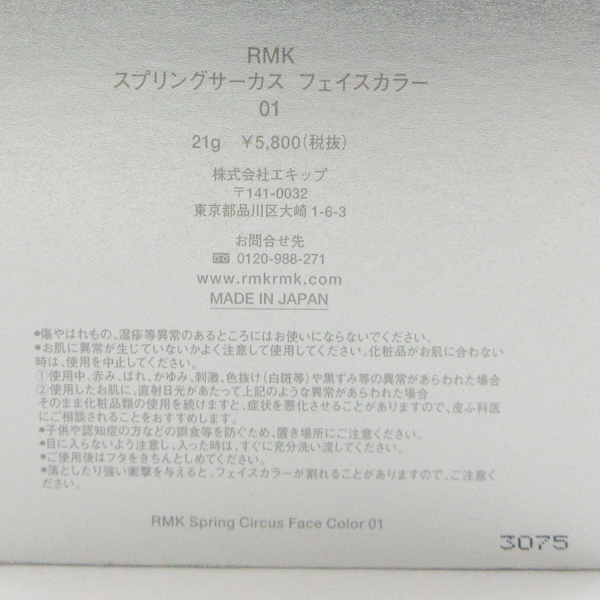 RMK
スプリングサーカス フェイスカラー
01
21g ¥5,800(税抜)
株式会社エキップ
〒141-0032
東京都品川区大崎1-6-3
お問合せ先
0120-988-271
www.rmkrmk.com
MADE IN JAPAN
●傷やはれもの、湿疹等異常のあるところにはお使いにならないでください。
●お肌に異常が生じていないかよく注意して使用してください。化粧品がお肌に合わない
時は、使用を中止してください。
①使用中、赤み、はれ、かゆみ、刺激、色抜け(白斑等)や黒ずみ等の異常があらわれた場合
②使用したお肌に、直射日光があたって上記のような異常があらわれた場合
そのまま化粧品類の使用を続けますと、症状を悪化させることがありますので、皮ふ科医
にご相談されることをおすすめします。
●子供や認知症の方などの誤食等を防ぐため、置き場所にご注意ください。
●目に入らないよう注意し、入った時は、すぐに充分洗い流してください。
●ご使用後はフタをきちんとしめてください。
●落としたり強い衝撃を与えると、フェイスカラーが割れることがありますので、ご注意く
ださい。
RMK Spring Circus Face Color 01
3075